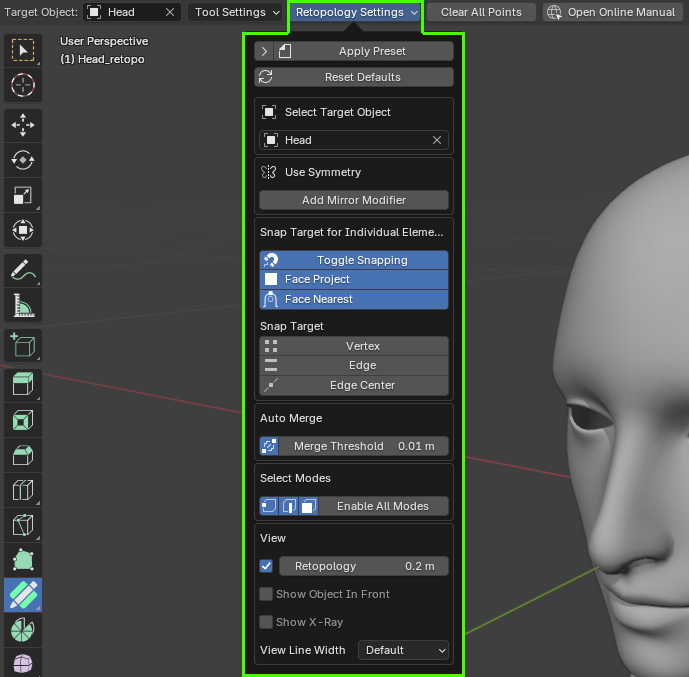 Target Object: Head Tool Settings Retopology Settings Clear All Points Open Online Manual
User Perspective
(1) Head_retopo
Apply Preset
Reset Defaults
Select Target Object
Head
Use Symmetry
Add Mirror Modifier
Snap Target for Individual Eleme...
Toggle Snapping
Face Project
Face Nearest
Snap Target
Vertex
Edge
Edge Center
Auto Merge
Merge Threshold 0.01 m
Select Modes
Enable All Modes
View
Retopology 0.2 m
Show Object In Front
Show X-Ray
View Line Width Default